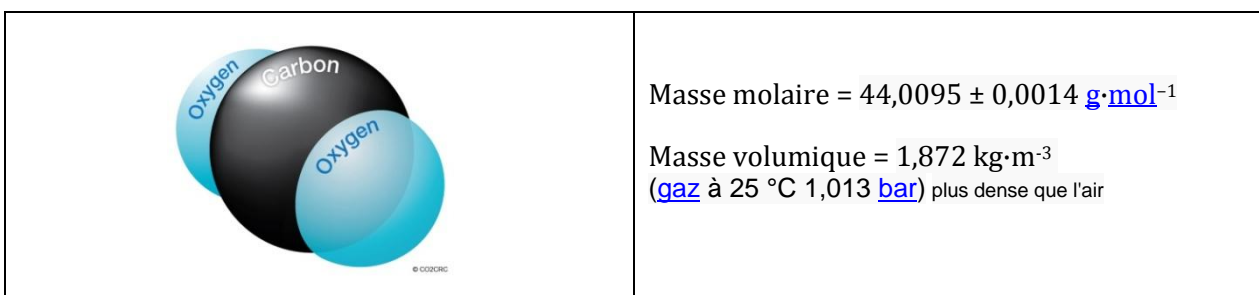 Oxygen
Carbon
Oxygen
© CO2CRC
Masse molaire = 44,0095 ± 0,0014 g·mol⁻¹
Masse volumique = 1,872 kg·m⁻³
(gaz à 25 °C 1,013 bar) plus dense que l'air